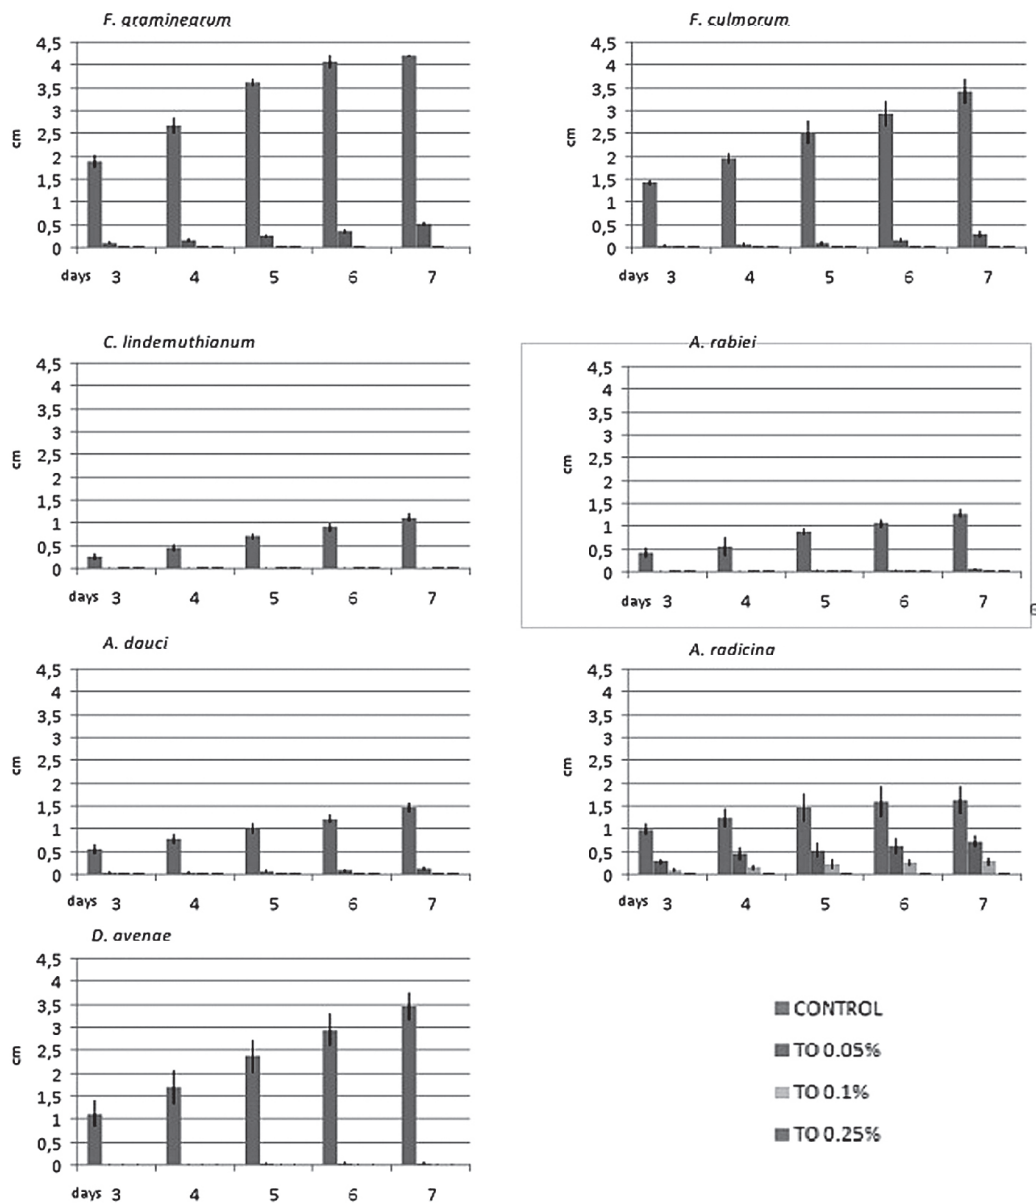 F. graminearum
4,5
4
3,5
3
2,5
2
1,5
1
0,5
0
cm
days 3 4 5 6 7
F. culmorum
4,5
4
3,5
3
2,5
2
1,5
1
0,5
0
cm
days 3 4 5 6 7
C. lindemuthianum
4,5
4
3,5
3
2,5
2
1,5
1
0,5
0
cm
days 3 4 5 6 7
A. rabiei
4,5
4
3,5
3
2,5
2
1,5
1
0,5
0
cm
days 3 4 5 6 7
A. dauci
4,5
4
3,5
3
2,5
2
1,5
1
0,5
0
cm
days 3 4 5 6 7
A. radicina
4,5
4
3,5
3
2,5
2
1,5
1
0,5
0
cm
days 3 4 5 6 7
D. avenae
4,5
4
3,5
3
2,5
2
1,5
1
0,5
0
cm
days 3 4 5 6 7
CONTROL
TO 0.05%
TO 0.1%
TO 0.25%